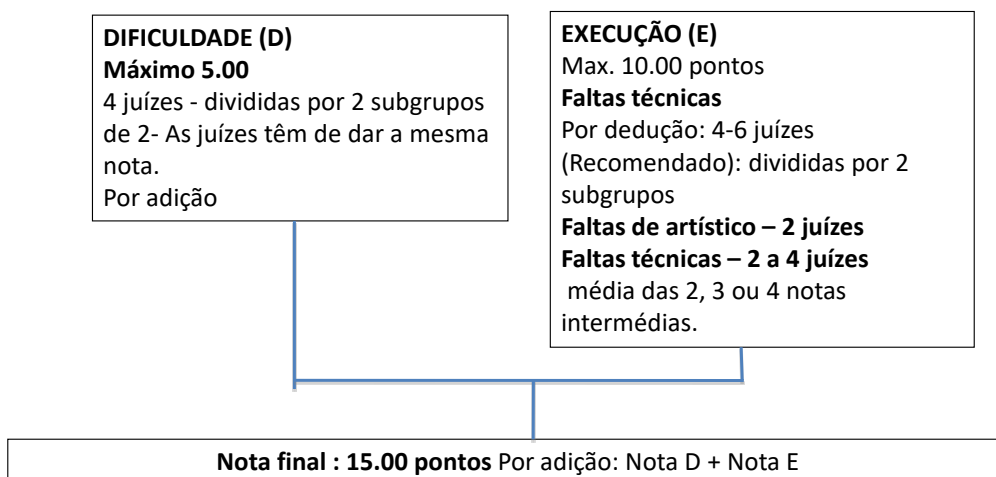 DIFICULDADE (D)
Máximo 5.00
4 juízes - divididas por 2 subgrupos
de 2- As juízes têm de dar a mesma
nota.
Por adição
EXECUÇÃO (E)
Max. 10.00 pontos
Faltas técnicas
Por dedução: 4-6 juízes
(Recomendado): divididas por 2
subgrupos
Faltas de artístico – 2 juízes
Faltas técnicas – 2 a 4 juízes
média das 2, 3 ou 4 notas
intermédias.
Nota final : 15.00 pontos Por adição: Nota D + Nota E